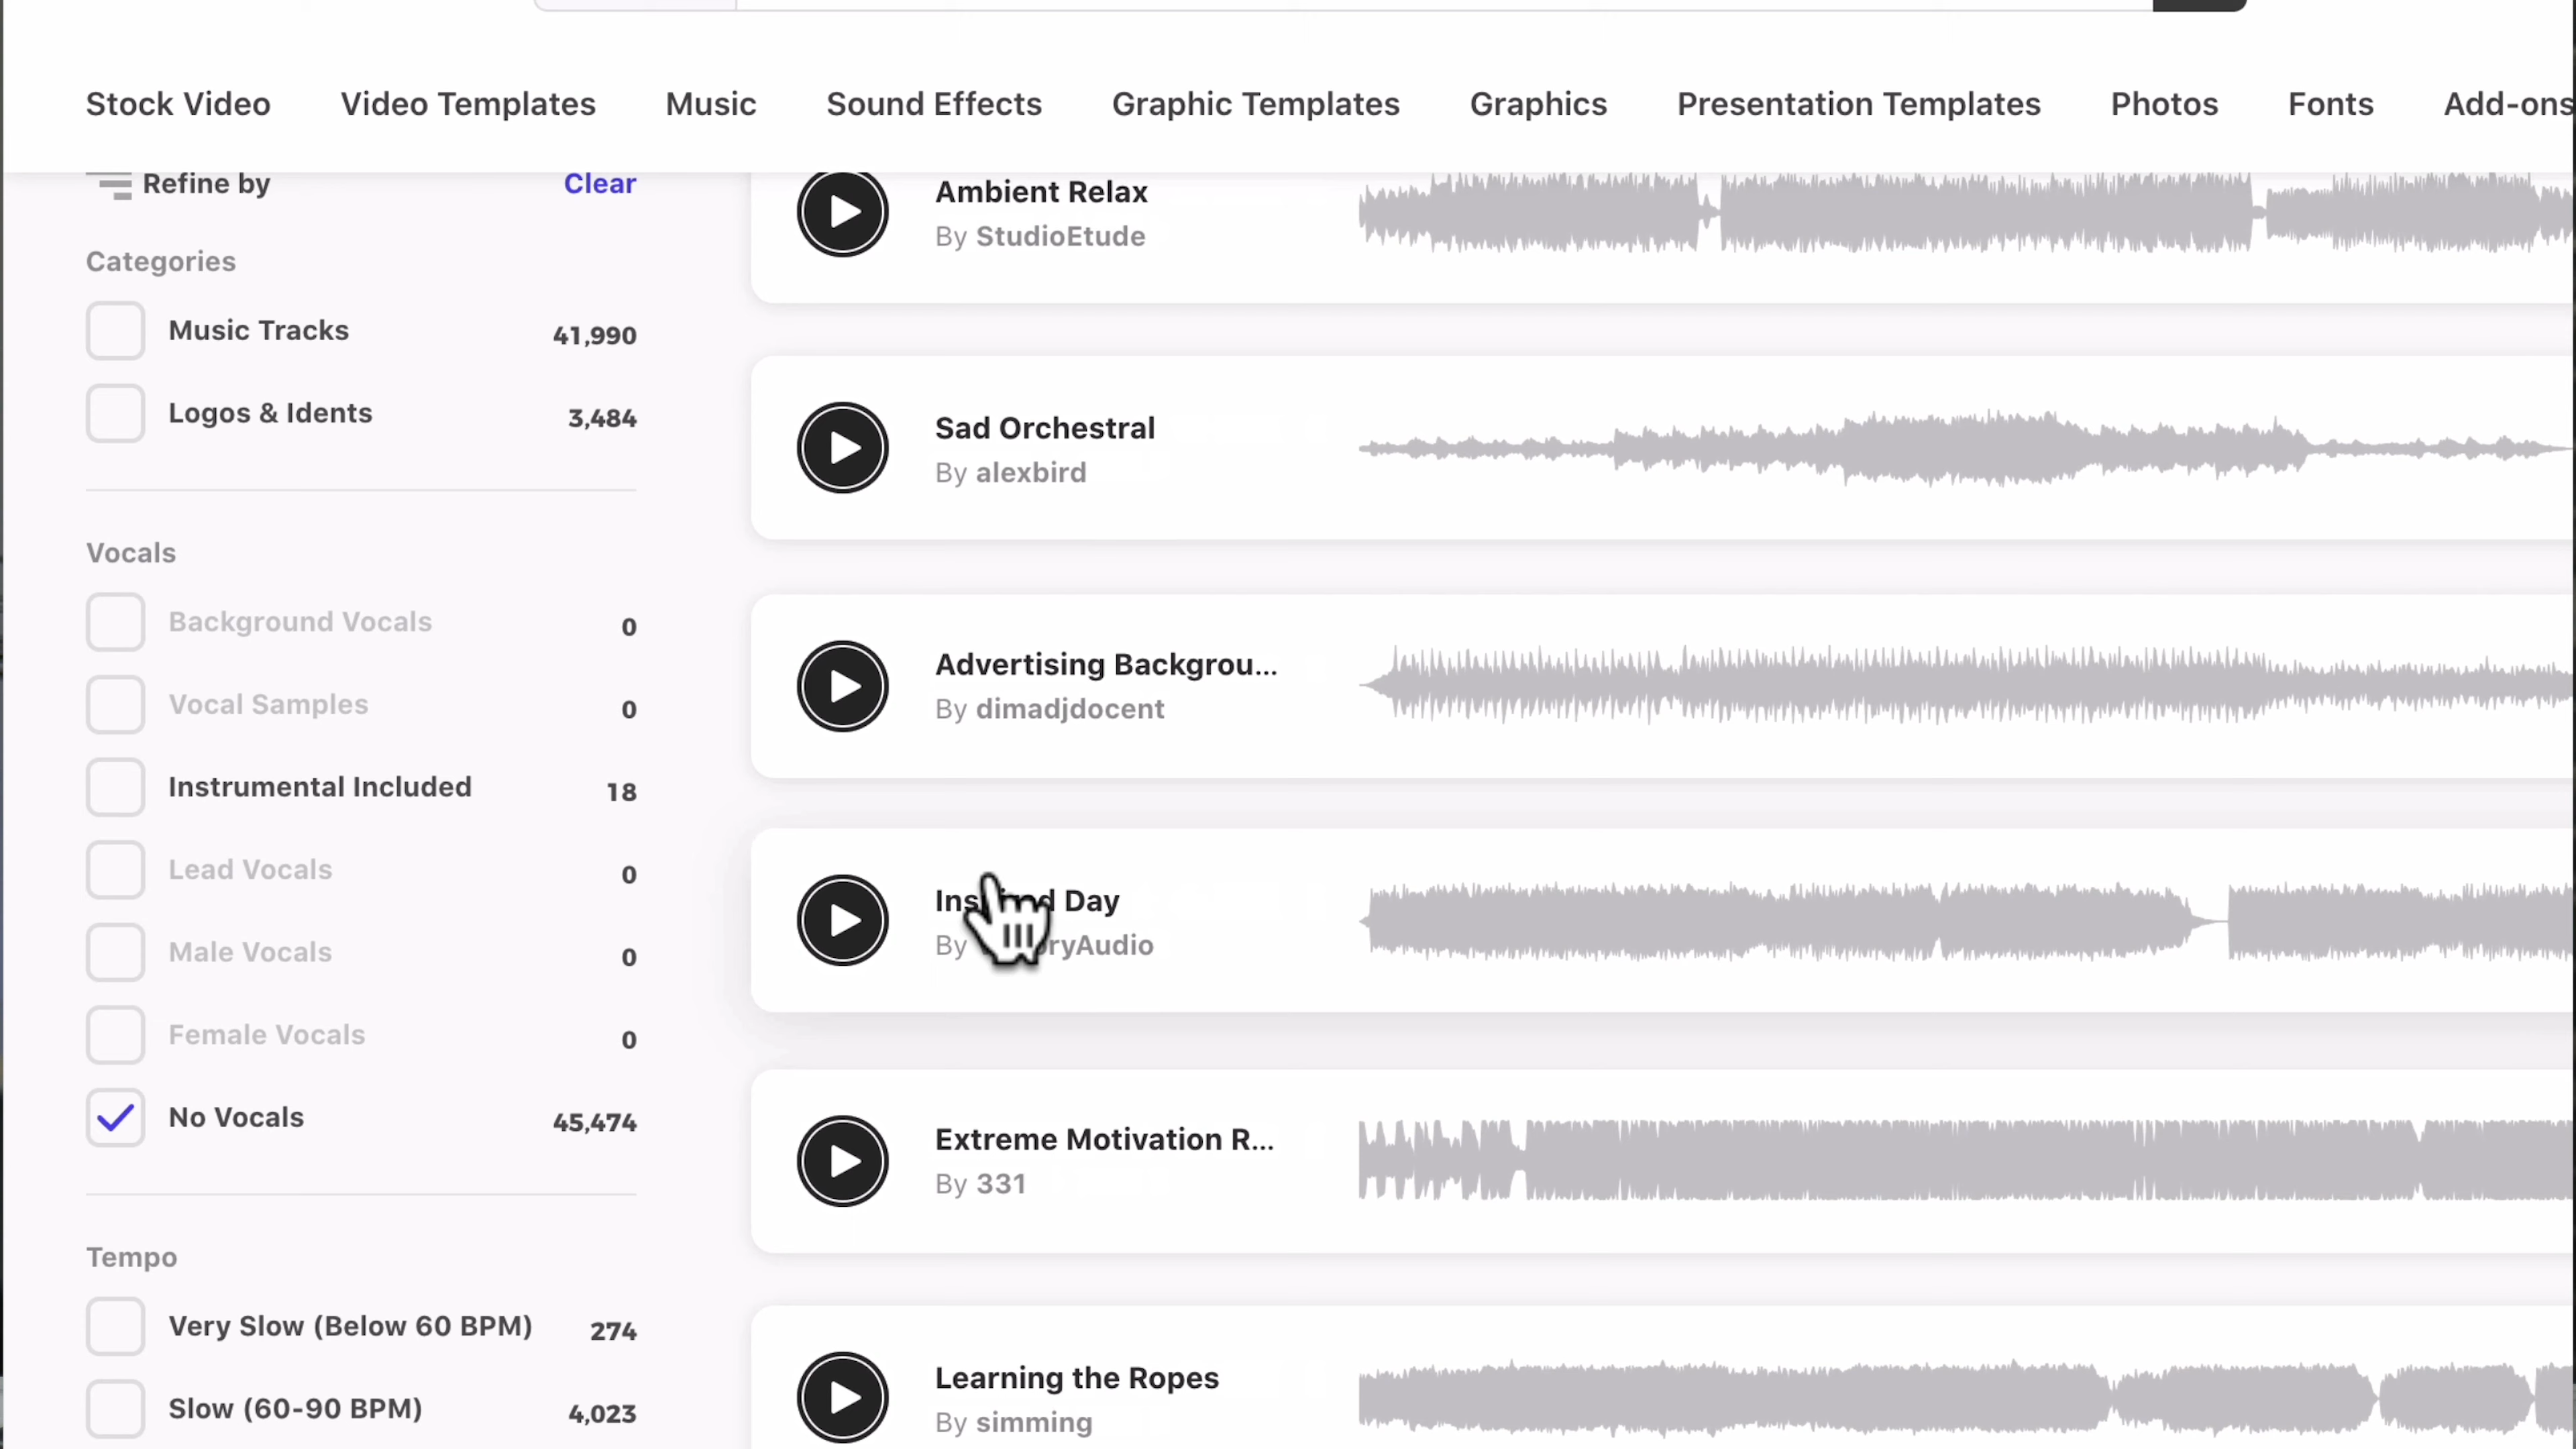 Stock Video Video Templates Music Sound Effects Graphic Templates Graphics Presentation Templates Photos Fonts Add-ons
Refine by Clear
Categories
Music Tracks 41,990
Logos & Idents 3,484
Vocals
Background Vocals 0
Vocal Samples 0
Instrumental Included 18
Lead Vocals 0
Male Vocals 0
Female Vocals 0
No Vocals 45,474
Tempo
Very Slow (Below 60 BPM) 274
Slow (60-90 BPM) 4,023
Ambient Relax
By StudioEtude
Sad Orchestral
By alexbird
Advertising Backgrou...
By dimadjdocent
Day
By
Extreme Motivation R...
By 331
Learning the Ropes
By simming